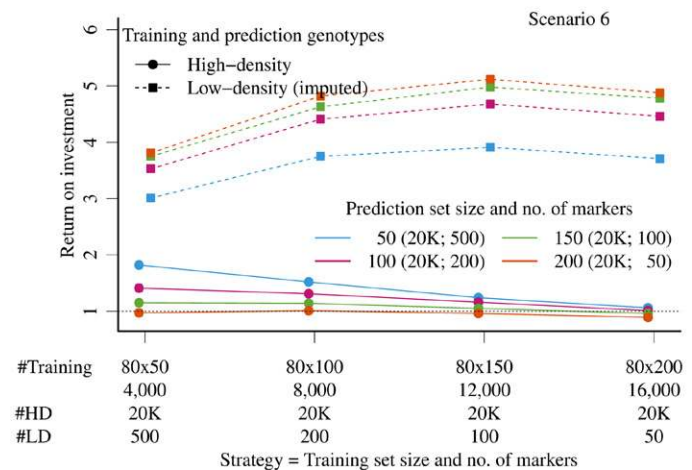 Scenario 6
Training and prediction genotypes
High−density
Low−density (imputed)
Return on investment
6
5
4
3
2
1
Prediction set size and no. of markers
50 (20K; 500)
150 (20K; 100)
100 (20K; 200)
200 (20K; 50)
#Training 80x50 80x100 80x150 80x200
4,000 8,000 12,000 16,000
#HD 20K 20K 20K 20K
#LD 500 200 100 50
Strategy = Training set size and no. of markers